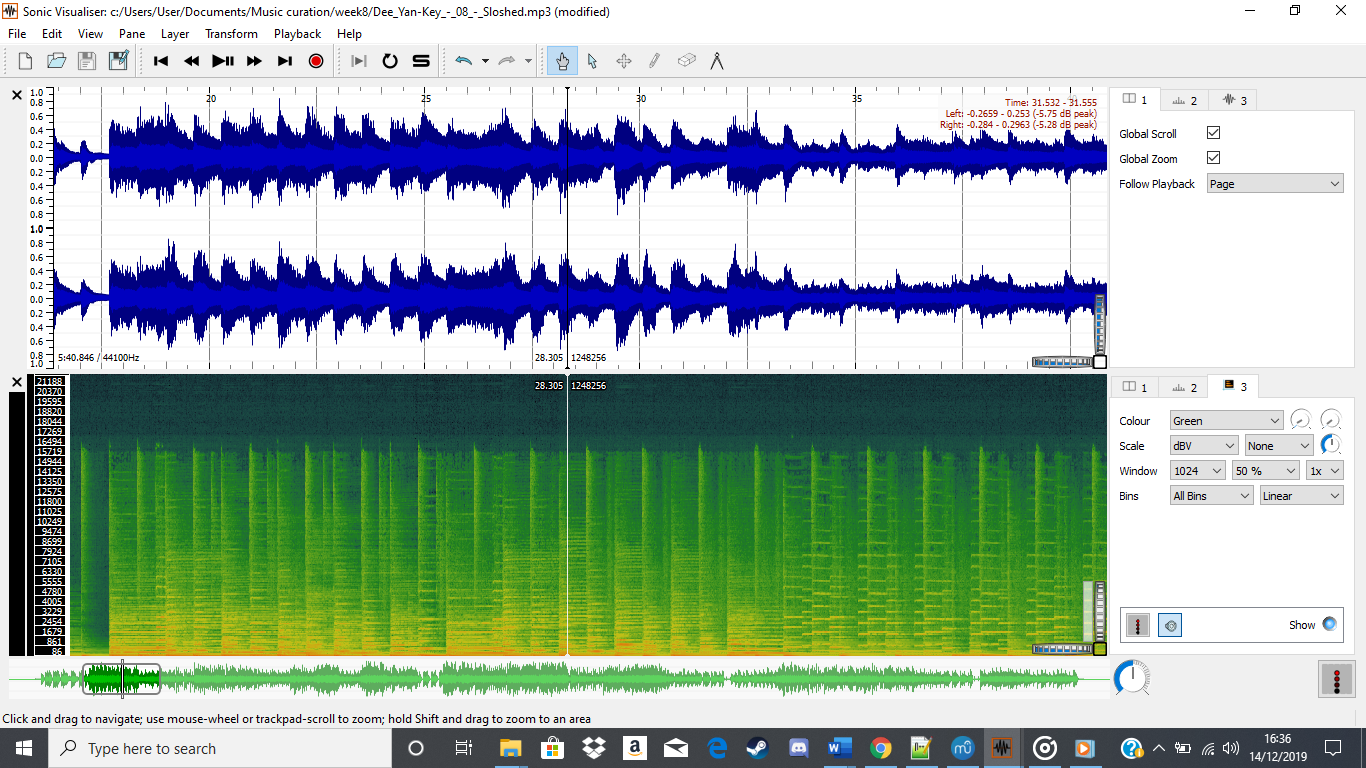 Sonic Visualiser: c:/Users/User/Documents/Music curation/week8/Dee_Yan-Key_-_08_-_Sloshed.mp3 (modified)
File Edit View Pane Layer Transform Playback Help
1.0
0.8
0.6
0.4
0.2
0.0
0.2
0.4
0.6
0.8
1.0
0.8
0.6
0.4
0.2
0.0
0.2
0.4
0.6
0.8
1.0
20 25 30 35
Time: 31.532 - 31.555
Left: -0.2659 - 0.253 (-5.75 dB peak)
Right: -0.284 - 0.2963 (-5.28 dB peak)
5:40.846 / 44100Hz 28.305 1248256
1 2 3
Global Scroll
Global Zoom
Follow Playback Page
21188
20370
19595
18820
18044
17269
16494
15719
14944
14125
13350
12575
11800
11025
10249
9474
8699
7924
7105
6330
5555
4780
4005
3229
2454
1679
861
86
28.305 1248256
1 2 3
Colour Green
Scale dBV None
Window 1024 50 % 1x
Bins All Bins Linear
Show
Click and drag to navigate; use mouse-wheel or trackpad-scroll to zoom; hold Shift and drag to zoom to an area
Type here to search
16:36
14/12/2019